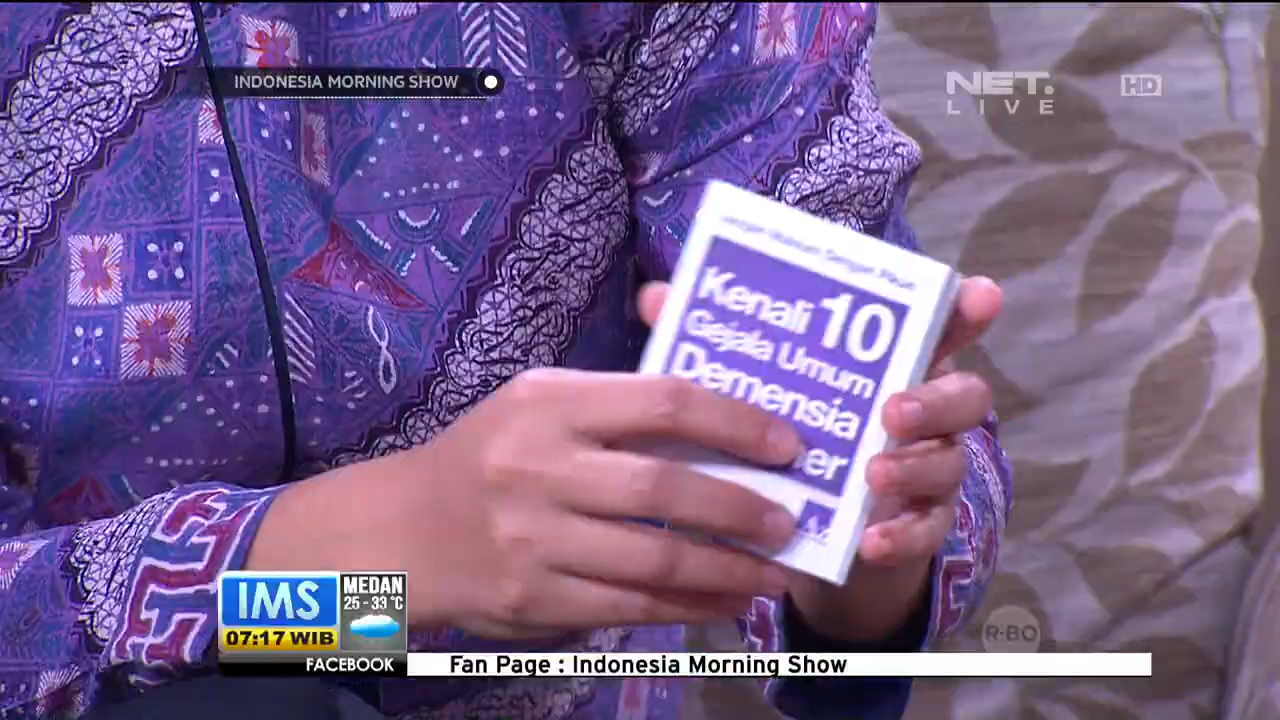 INDONESIA MORNING SHOW
NET.
LIVE
HD
Kenali 10
Gejala Umum
Demensia
IMS
MEDAN
25 - 33 °C
07:17 WIB
FACEBOOK
Fan Page : Indonesia Morning Show
R-BO